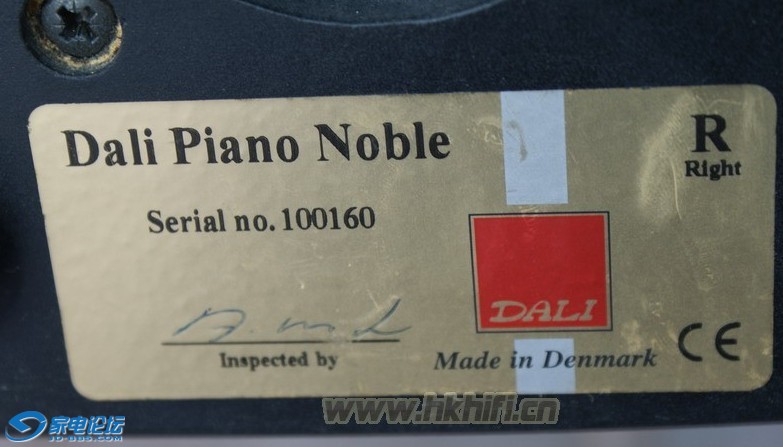 Dali Piano Noble
R
Right
Serial no. 100160
DALI
Inspected by
Made in Denmark
CE
www.hkhifi.cn
家电论坛
JD-BBS.COM